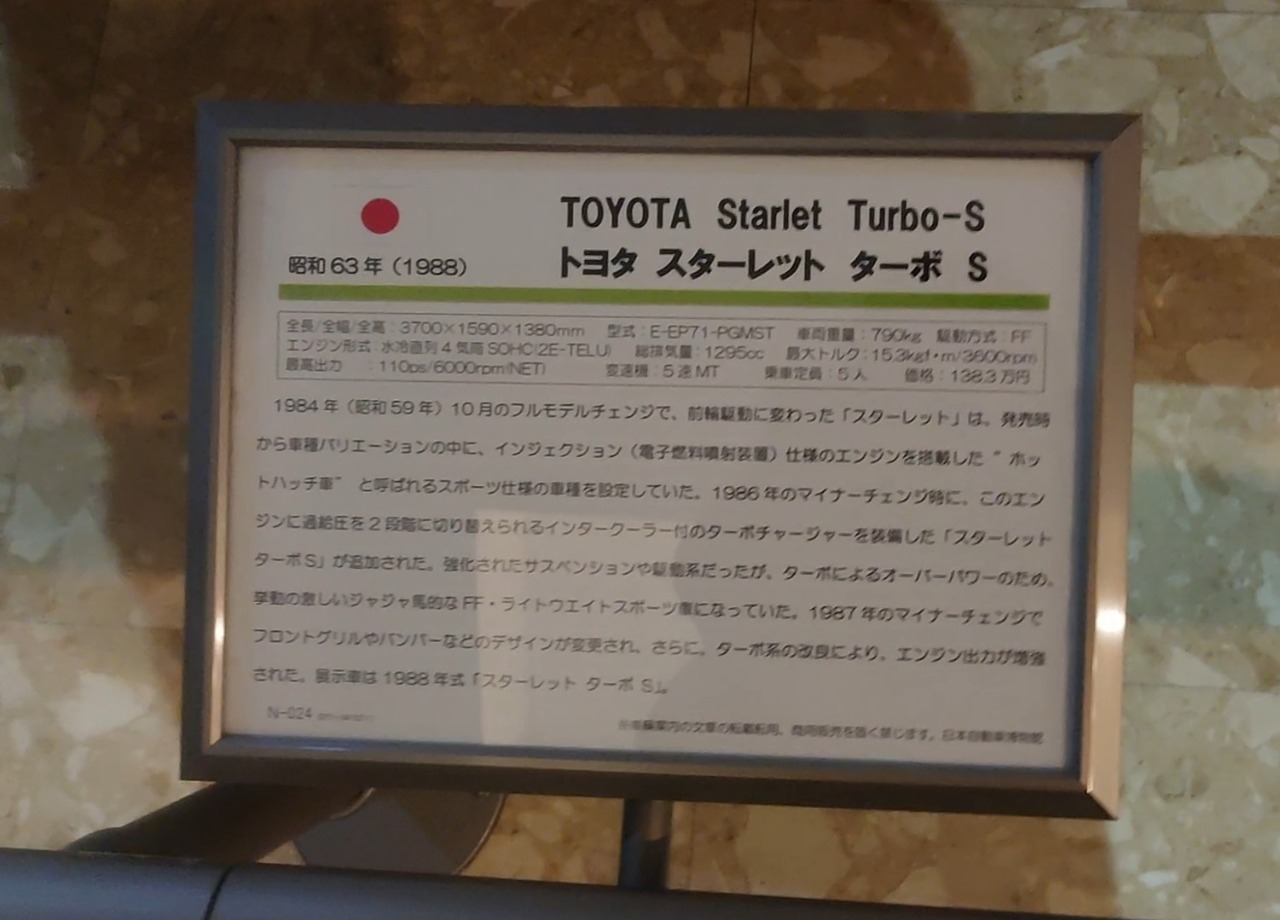 TOYOTA Starlet Turbo-S
昭和63年（1988） トヨタ スターレット ターボ S
全長/全幅/全高：3700×1590×1380mm 型式：E-EP71-PGMST 車両重量：790kg 駆動方式：FF
エンジン形式：水冷直列4気筒SOHC(2E-TELU) 総排気量：1295cc 最大トルク：15.3kgf・m/3600rpm
最高出力 ：110ps/6000rpm(NET) 変速機：5速MT 乗車定員：5人 価格：138.3万円
1984年（昭和59年）10月のフルモデルチェンジで、前輪駆動に変わった「スターレット」は、発売時
から車種バリエーションの中に、インジェクション（電子燃料噴射装置）仕様のエンジンを搭載した“ホッ
トハッチ車” と呼ばれるスポーツ仕様の車種を設定していた。1986年のマイナーチェンジ時に、このエン
ジンに過給圧を2段階に切り替えられるインタークーラー付のターボチャージャーを装備した「スターレット
ターボS」が追加された。強化されたサスペンションや駆動系だったが、ターボによるオーバーパワーのため、
挙動の激しいジャジャ馬的なFF・ライトウエイトスポーツ車になっていた。1987年のマイナーチェンジで
フロントグリルやバンパーなどのデザインが変更され、さらに、ターボ系の改良により、エンジン出力が増強
された。展示車は1988年式「スターレット ターボ S」。
N-024
案内の文章の転載転用、商用販売を固く禁じます。日本自動車博物館